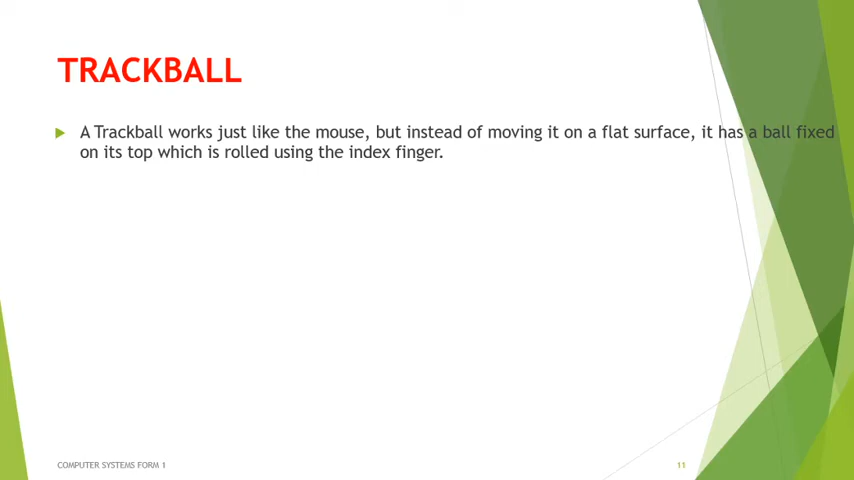 TRACKBALL
A Trackball works just like the mouse, but instead of moving it on a flat surface, it has a ball fixed
on its top which is rolled using the index finger.
COMPUTER SYSTEMS FORM 1
11